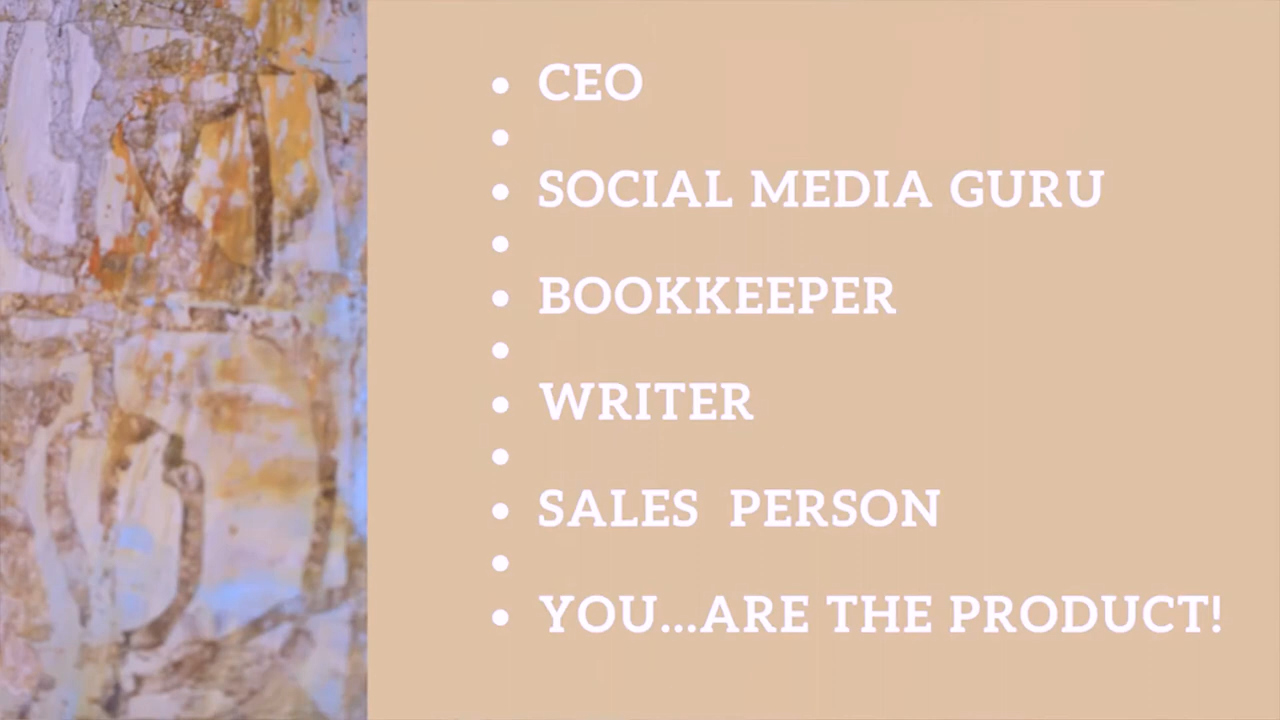 CEO
SOCIAL MEDIA GURU
BOOKKEEPER
WRITER
SALES  PERSON
YOU...ARE THE PRODUCT!